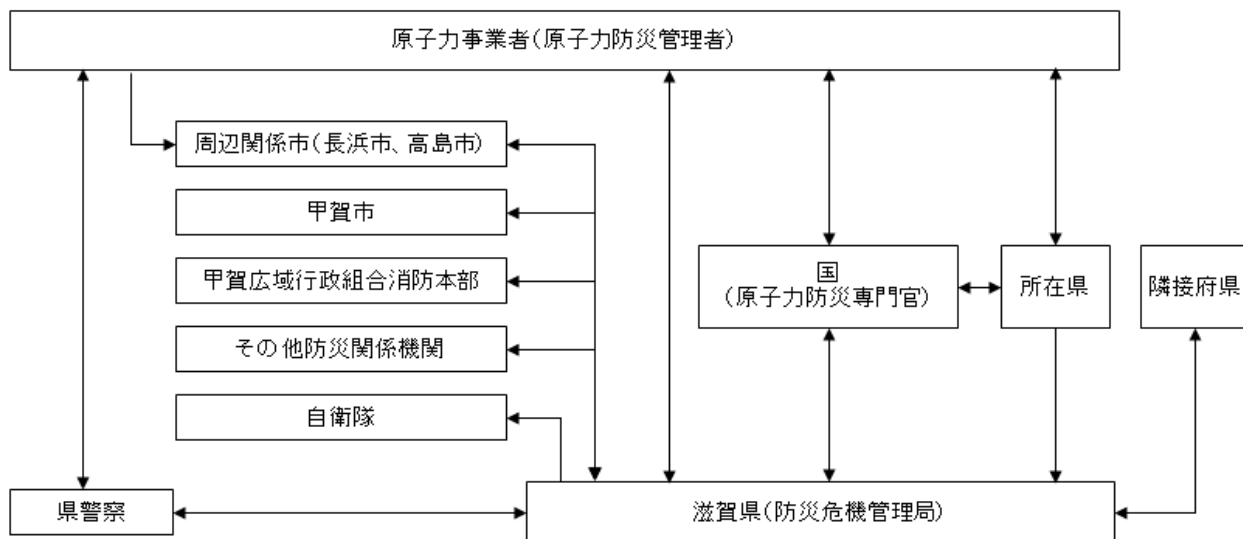 原子力事業者(原子力防災管理者)
周辺関係市(長浜市、高島市)
甲賀市
甲賀広域行政組合消防本部
その他防災関係機関
自衛隊
国
(原子力防災専門官)
所在県
隣接府県
県警察
滋賀県(防災危機管理局)